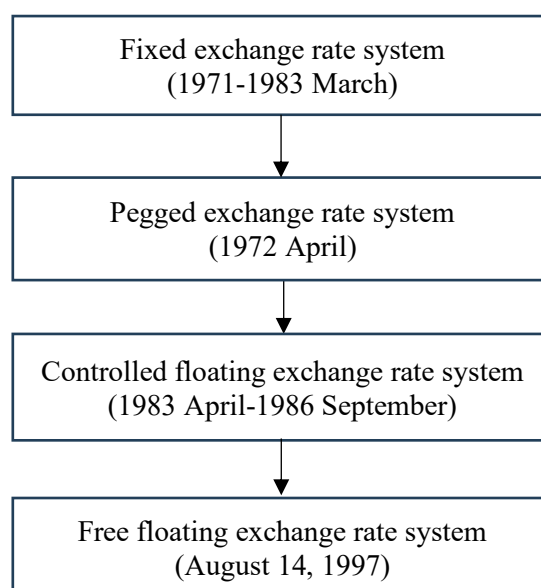 Fixed exchange rate system
(1971-1983 March)
Pegged exchange rate system
(1972 April)
Controlled floating exchange rate system
(1983 April-1986 September)
Free floating exchange rate system
(August 14, 1997)